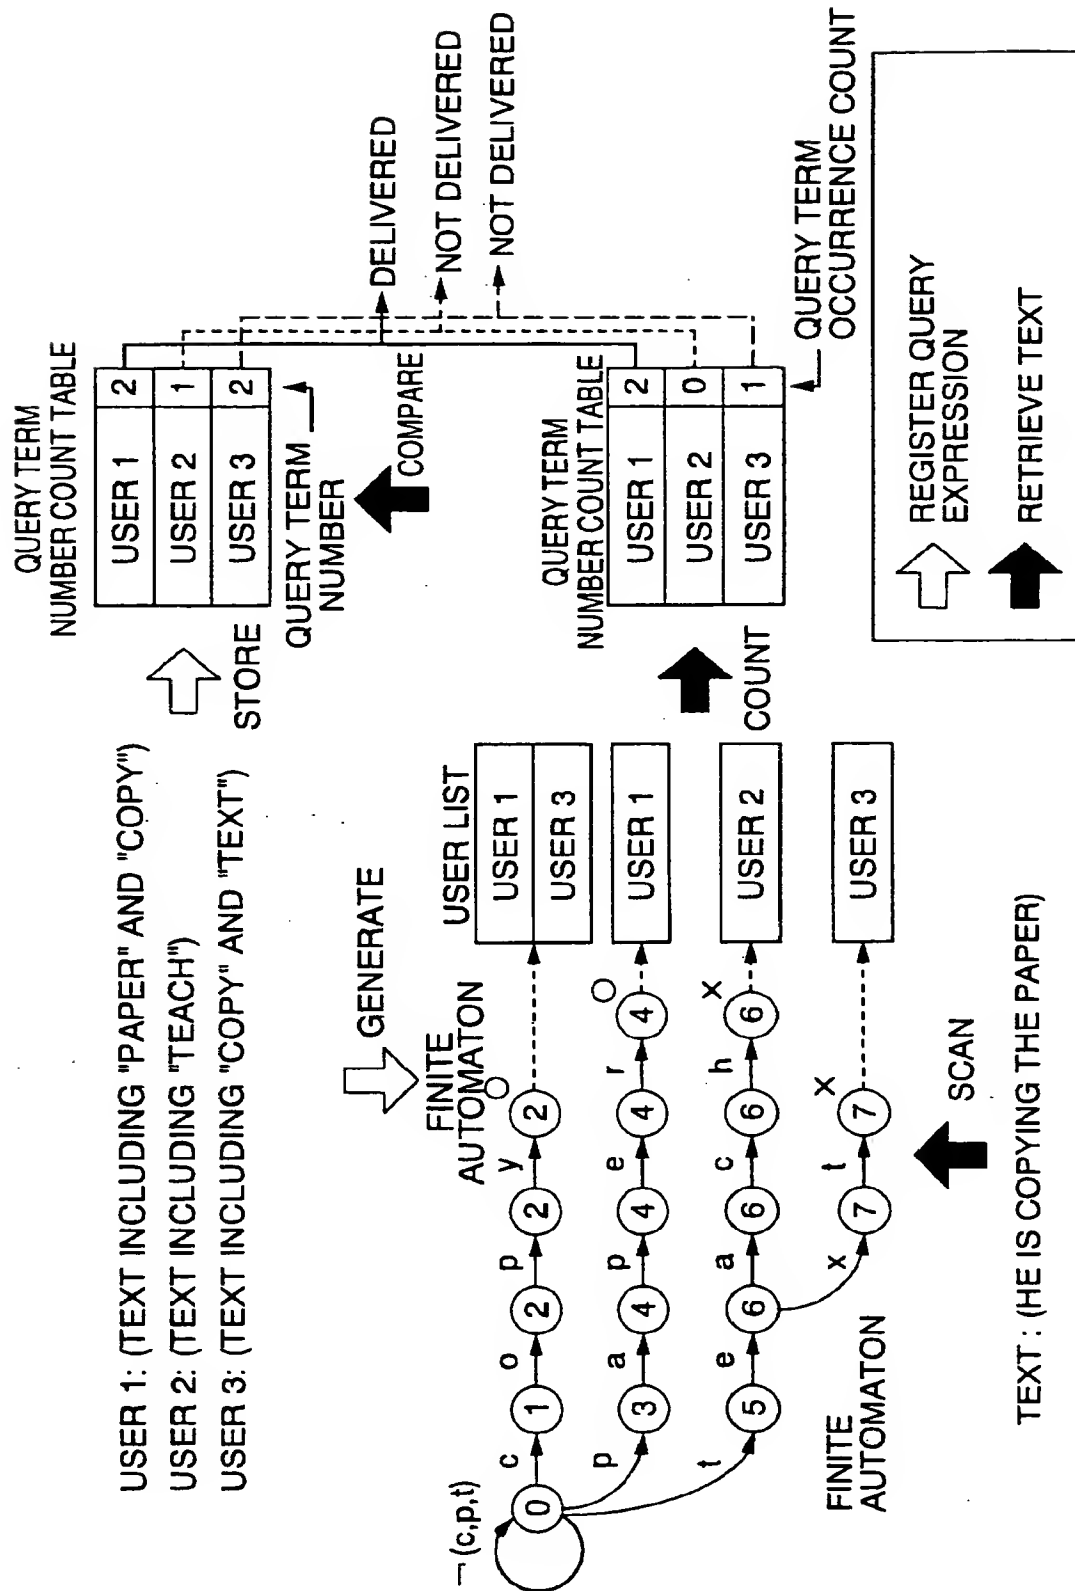 USER 1: (TEXT INCLUDING "PAPER" AND "COPY")
USER 2: (TEXT INCLUDING "TEACH")
USER 3: (TEXT INCLUDING "COPY" AND "TEXT")
STORE
QUERY TERM
NUMBER COUNT TABLE
USER 1 2
USER 2 1
USER 3 2
QUERY TERM
NUMBER
COMPARE
DELIVERED
NOT DELIVERED
NOT DELIVERED
GENERATE
FINITE
AUTOMATON
USER LIST
¬ (c,p,t)
0 c 1 o 2 p 2 y 2
USER 1
USER 3
p 3 a 4 p 4 e 4 r 4
USER 1
t 5 e 6 a 6 c 6 h 6 X
USER 2
x 7 t 7 X
USER 3
COUNT
QUERY TERM
NUMBER COUNT TABLE
USER 1 2
USER 2 0
USER 3 1
QUERY TERM
OCCURRENCE COUNT
FINITE
AUTOMATON
SCAN
TEXT : (HE IS COPYING THE PAPER)
REGISTER QUERY
EXPRESSION
RETRIEVE TEXT